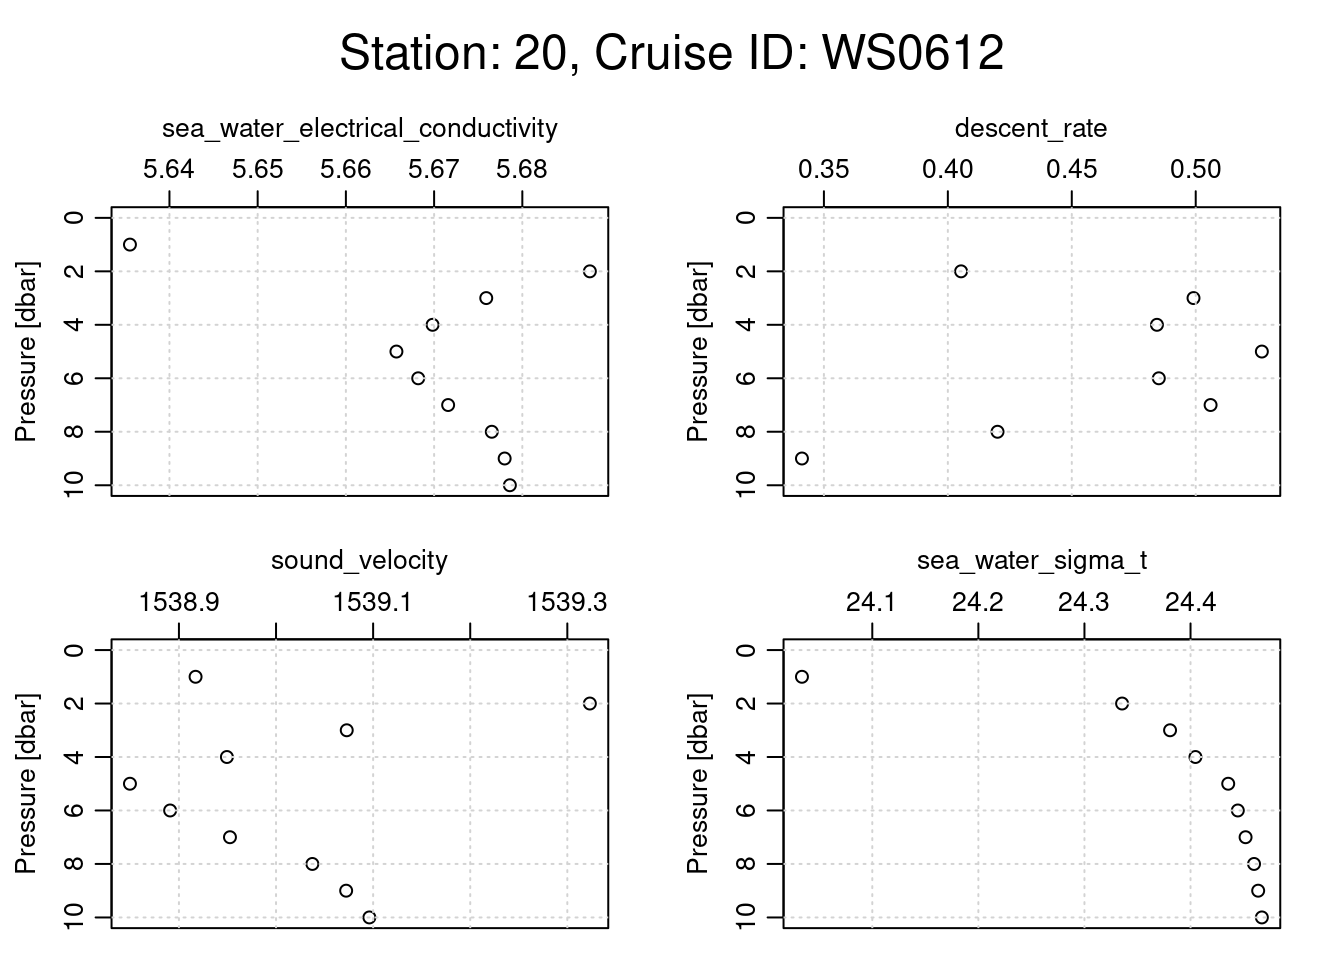 Station: 20, Cruise ID: WS0612
sea_water_electrical_conductivity
5.64 5.65 5.66 5.67 5.68
Pressure [dbar]
0
2
4
6
8
10
descent_rate
0.35 0.40 0.45 0.50
Pressure [dbar]
0
2
4
6
8
10
sound_velocity
1538.9 1539.1 1539.3
Pressure [dbar]
0
2
4
6
8
10
sea_water_sigma_t
24.1 24.2 24.3 24.4
Pressure [dbar]
0
2
4
6
8
10